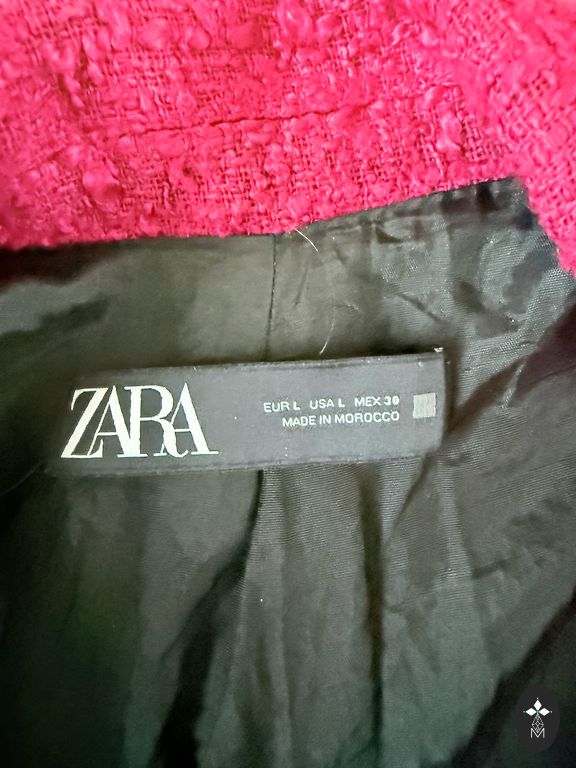 ZARA
EUR L USA L MEX 30
MADE IN MOROCCO